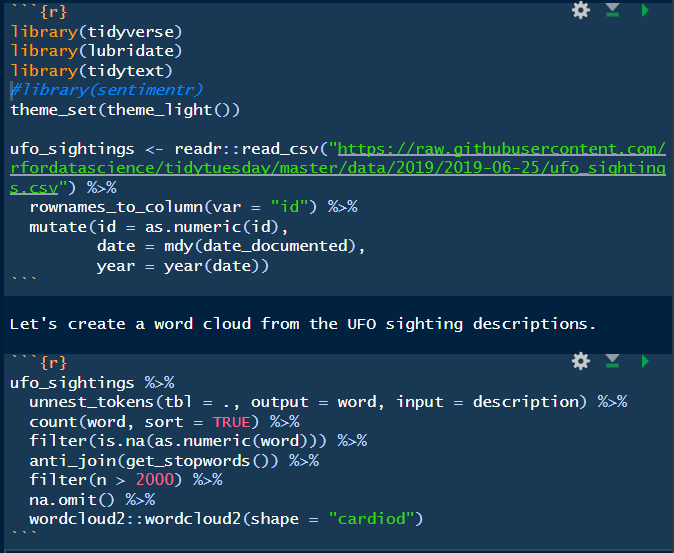 ```{r}
library(tidyverse)
library(lubridate)
library(tidytext)
#library(sentimentr)
theme_set(theme_light())

ufo_sightings <- readr::read_csv("https://raw.githubusercontent.com/
rfordatascience/tidytuesday/master/data/2019/2019-06-25/ufo_sighting
s.csv") %>%
  rownames_to_column(var = "id") %>%
  mutate(id = as.numeric(id),
         date = mdy(date_documented),
         year = year(date))
```

Let's create a word cloud from the UFO sighting descriptions.

```{r}
ufo_sightings %>%
  unnest_tokens(tbl = ., output = word, input = description) %>%
  count(word, sort = TRUE) %>%
  filter(is.na(as.numeric(word))) %>%
  anti_join(get_stopwords()) %>%
  filter(n > 2000) %>%
  na.omit() %>%
  wordcloud2::wordcloud2(shape = "cardiod")
```